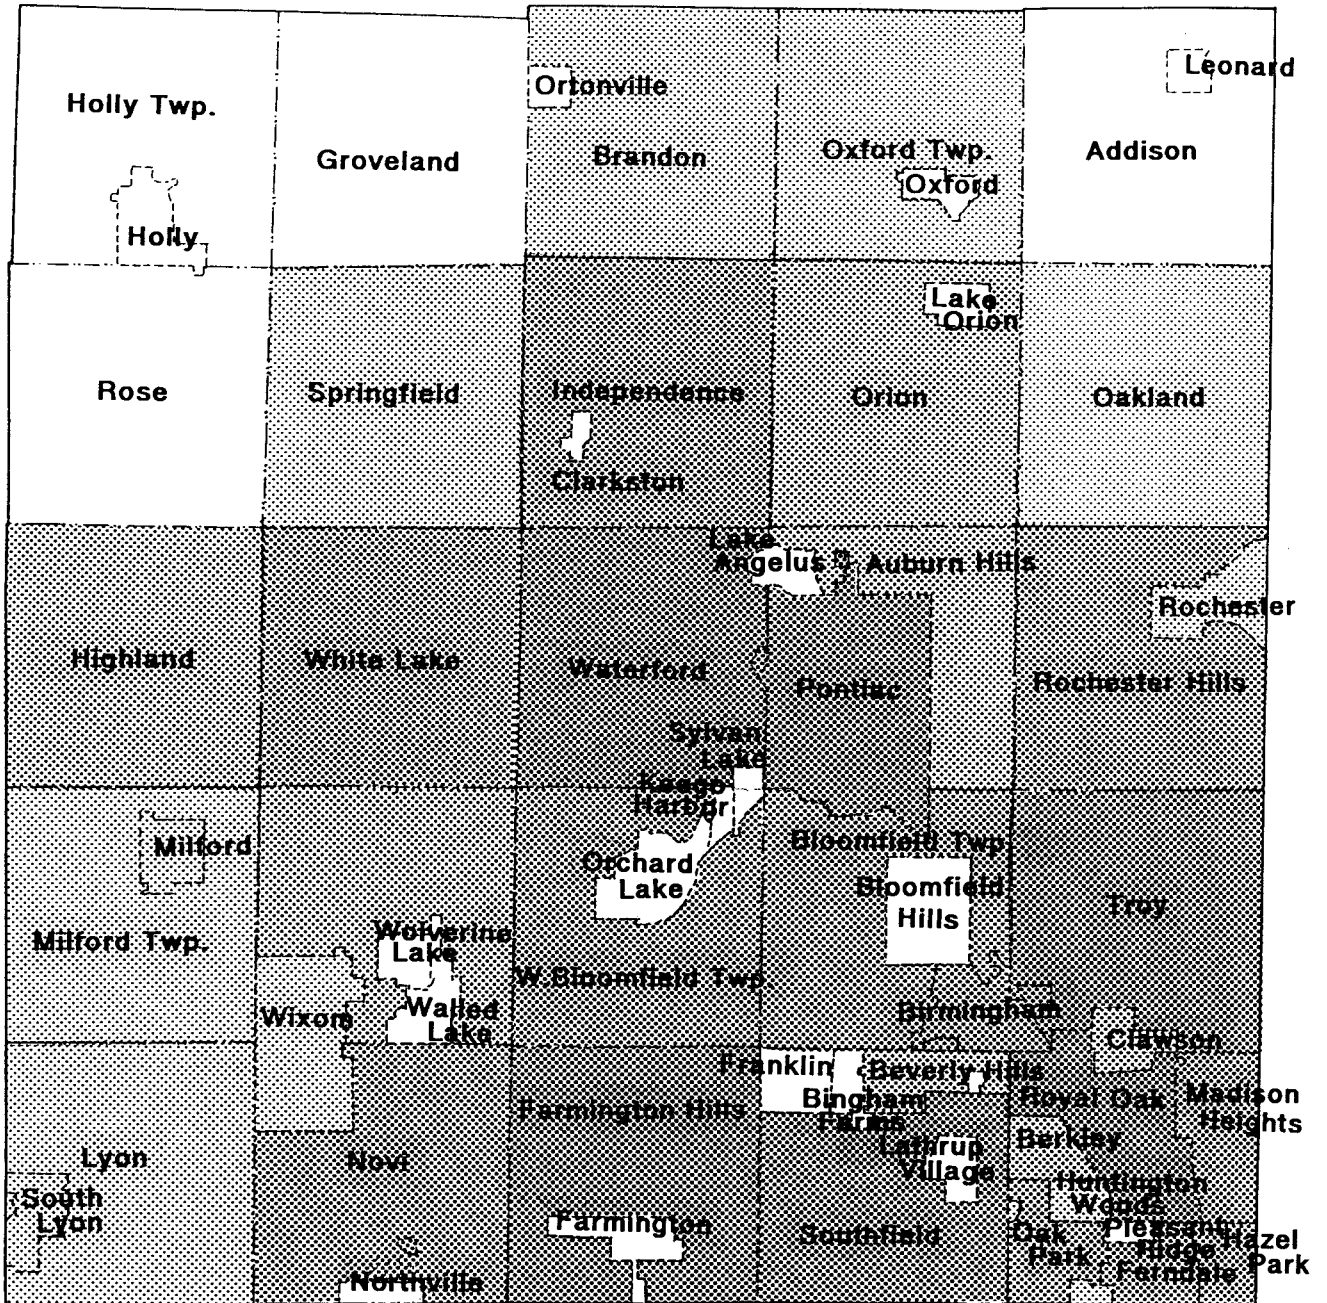 Leonard
Ortonville
Holly Twp.
Groveland
Brandon
Oxford Twp.
Addison
Oxford
Holly
Lake
Orion
Rose
Springfield
Independence
Orion
Oakland
Clarkston
Lake
Angelus
Auburn Hills
Rochester
Highland
White Lake
Waterford
Pontiac
Rochester Hills
Sylvan
Lake
Keego
Harbor
Milford
Bloomfield Twp.
Orchard
Lake
Bloomfield
Hills
Troy
Milford Twp.
Wolverine
Lake
W.Bloomfield Twp.
Wixom
Walled
Lake
Birmingham
Clawson
Franklin
Beverly Hills
Bingham
Farms
Farmington Hills
Royal Oak
Madison
Heights
Berkley
Lathrup
Village
Lyon
Novi
Huntington
Woods
South
Lyon
Farmington
Southfield
Oak
Park
Pleasant
Ridge
Hazel
Park
Ferndale
Northville